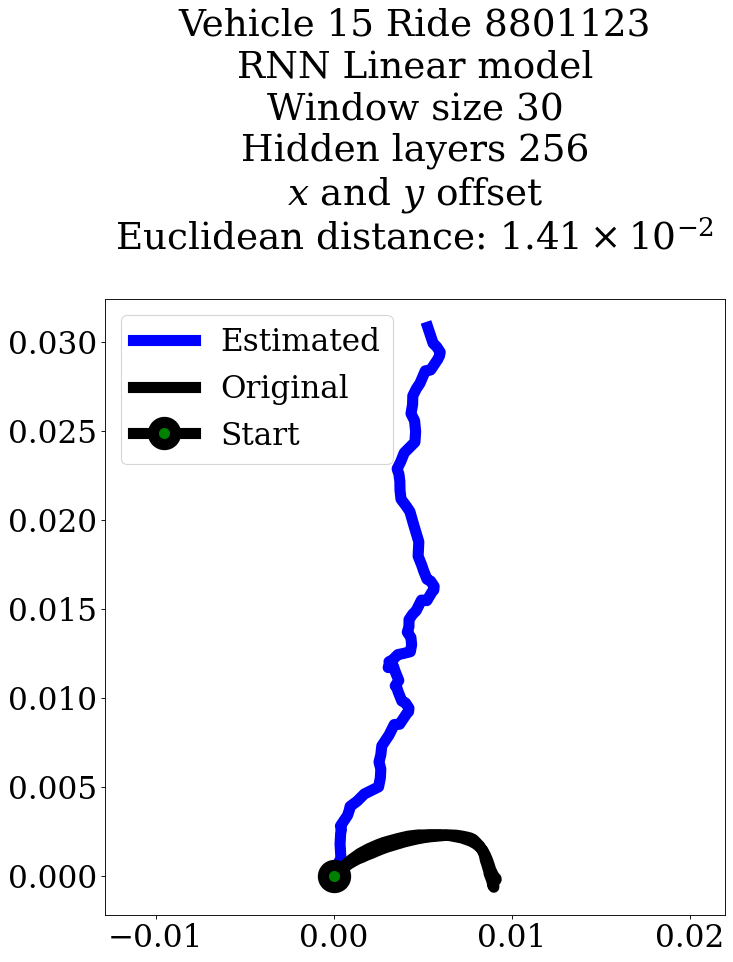 Vehicle 15 Ride 8801123
RNN Linear model
Window size 30
Hidden layers 256
x and y offset
Euclidean distance: 1.41 × 10⁻²
Estimated
Original
Start
0.030
0.025
0.020
0.015
0.010
0.005
0.000
−0.01 0.00 0.01 0.02